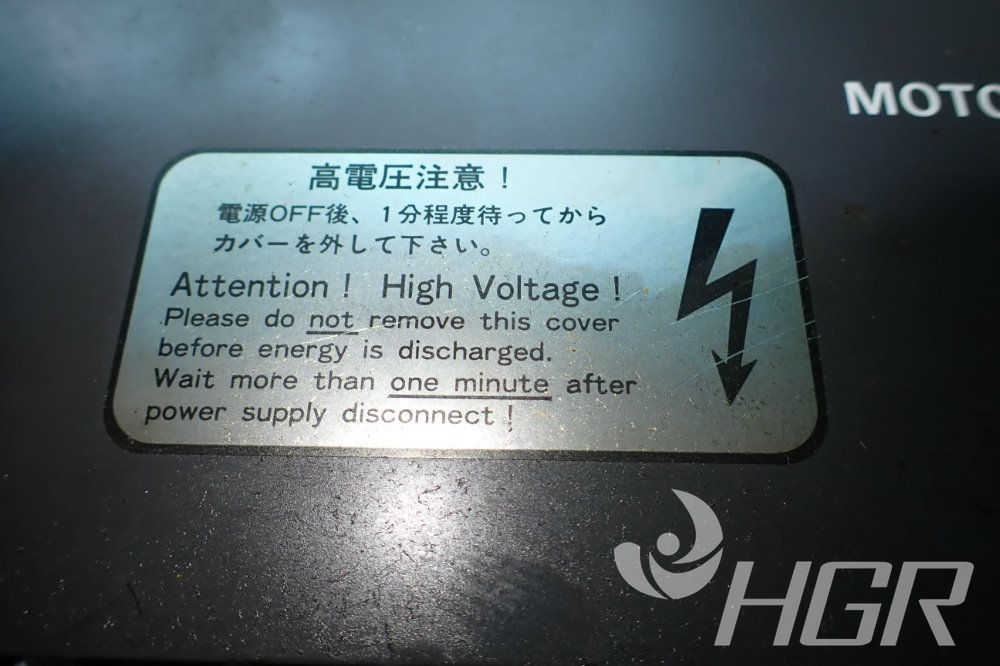 MOTO
高電圧注意！
電源OFF後、1分程度待ってから
カバーを外して下さい。
Attention! High Voltage!
Please do not remove this cover
before energy is discharged.
Wait more than one minute after
power supply disconnect!
-HGR